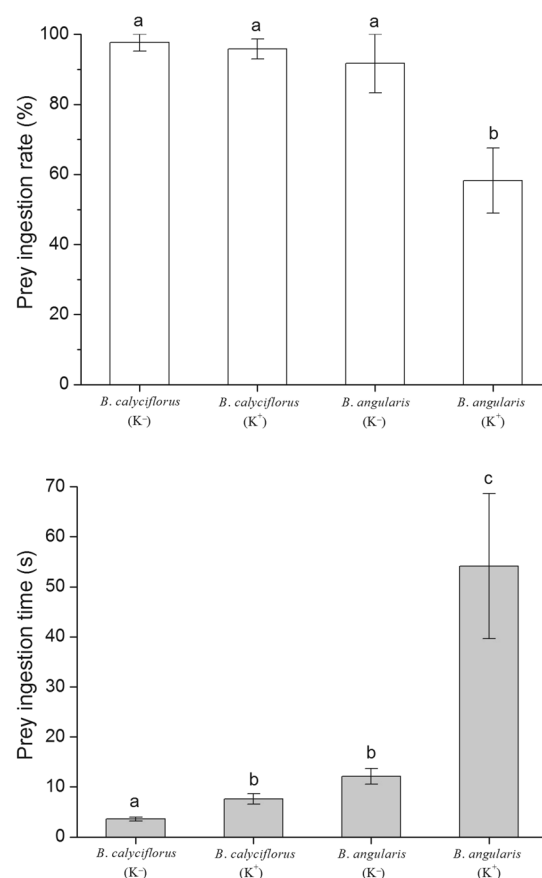 a a a b
Prey ingestion rate (%)
100
80
60
40
20
0
B. calyciflorus B. calyciflorus B. angularis B. angularis
(K⁻) (K⁺) (K⁻) (K⁺)
c
Prey ingestion time (s)
70
60
50
40
30
20
10
0
a b b
B. calyciflorus B. calyciflorus B. angularis B. angularis
(K⁻) (K⁺) (K⁻) (K⁺)